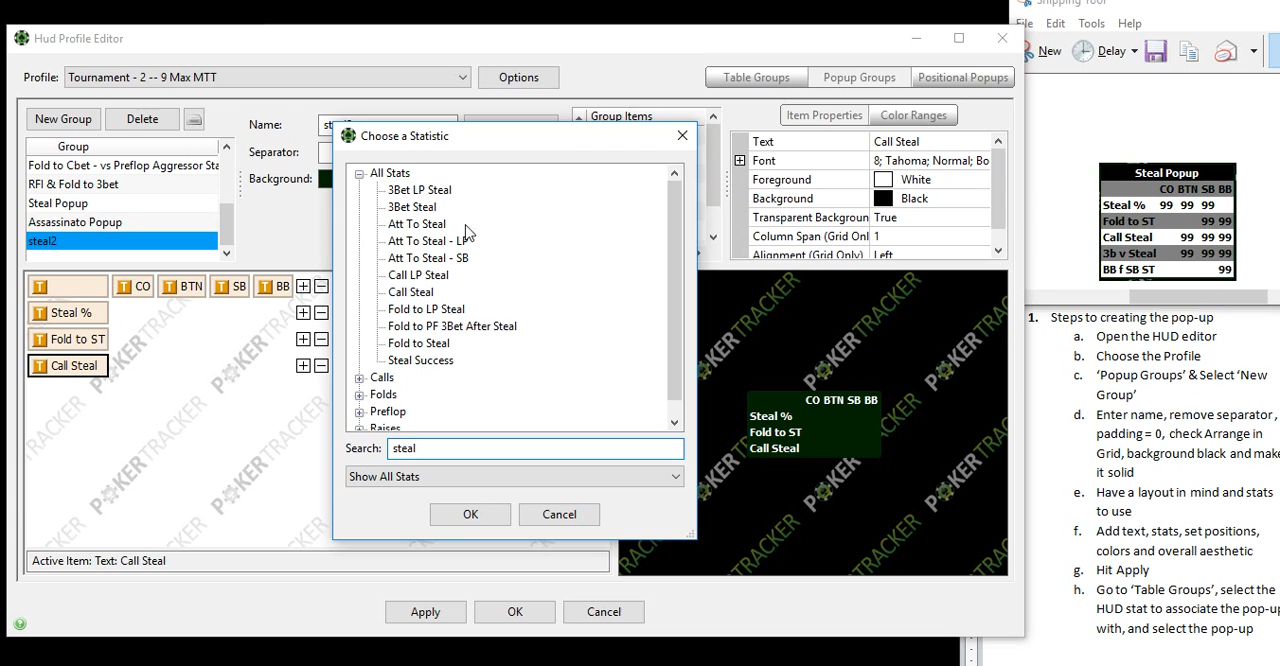 Snipping Tool
File Edit Tools Help
New Delay
Hud Profile Editor
Profile: Tournament - 2 -- 9 Max MTT Options Table Groups Popup Groups Positional Popups
New Group Delete Name: Separator: Background:
Group
Fold to Cbet - vs Preflop Aggressor Sta
RFI & Fold to 3bet
Steal Popup
Assassinato Popup
steal2
Group Items
Item Properties Color Ranges
Text Call Steal
Font 8; Tahoma; Normal; Bo
Foreground White
Background Black
Transparent Backgroun True
Column Span (Grid Onl 1
Alignment (Grid Only) Left
Choose a Statistic
All Stats
3Bet LP Steal
3Bet Steal
Att To Steal
Att To Steal - LP
Att To Steal - SB
Call LP Steal
Call Steal
Fold to LP Steal
Fold to PF 3Bet After Steal
Fold to Steal
Steal Success
Calls
Folds
Preflop
Raises
Search: steal
Show All Stats
OK Cancel
T T CO T BTN T SB T BB
T Steal %
T Fold to ST
T Call Steal
POKERTRACKER POKERTRACKER
CO BTN SB BB
Steal %
Fold to ST
Call Steal
POKERTRACKER
Active Item: Text: Call Steal
Apply OK Cancel
Steal Popup
CO BTN SB BB
Steal % 99 99 99
Fold to ST 99 99
Call Steal 99 99 99
3b v Steal 99 99 99
BB f SB ST 99
1. Steps to creating the pop-up
a. Open the HUD editor
b. Choose the Profile
c. ‘Popup Groups’ & Select ‘New
Group’
d. Enter name, remove separator ,
padding = 0, check Arrange in
Grid, background black and make
it solid
e. Have a layout in mind and stats
to use
f. Add text, stats, set positions,
colors and overall aesthetic
g. Hit Apply
h. Go to ‘Table Groups’, select the
HUD stat to associate the pop-up
with, and select the pop-up